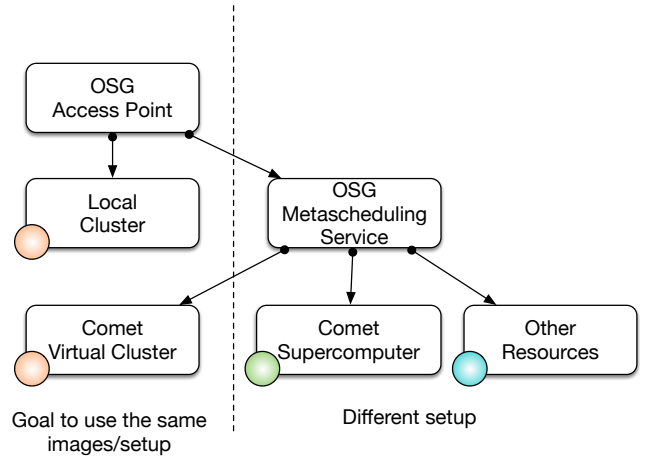 OSG
Access Point
Local
Cluster
OSG
Metascheduling
Service
Comet
Virtual Cluster
Comet
Supercomputer
Other
Resources
Goal to use the same
images/setup
Different setup